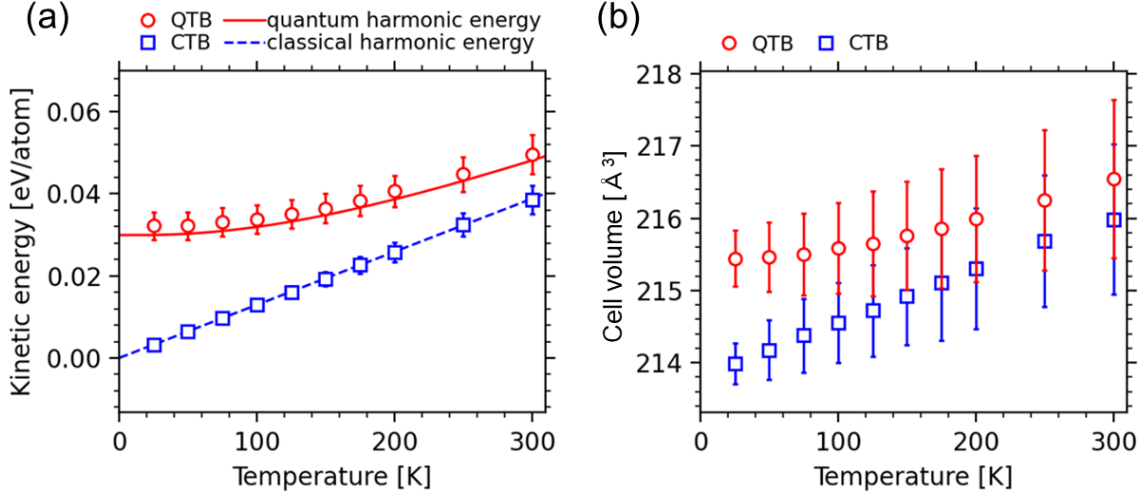 (a)
QTB quantum harmonic energy
CTB classical harmonic energy
Kinetic energy [eV/atom]
0.06
0.04
0.02
0.00
0 100 200 300
Temperature [K]
(b)
QTB CTB
Cell volume [Å³]
218
217
216
215
214
0 100 200 300
Temperature [K]